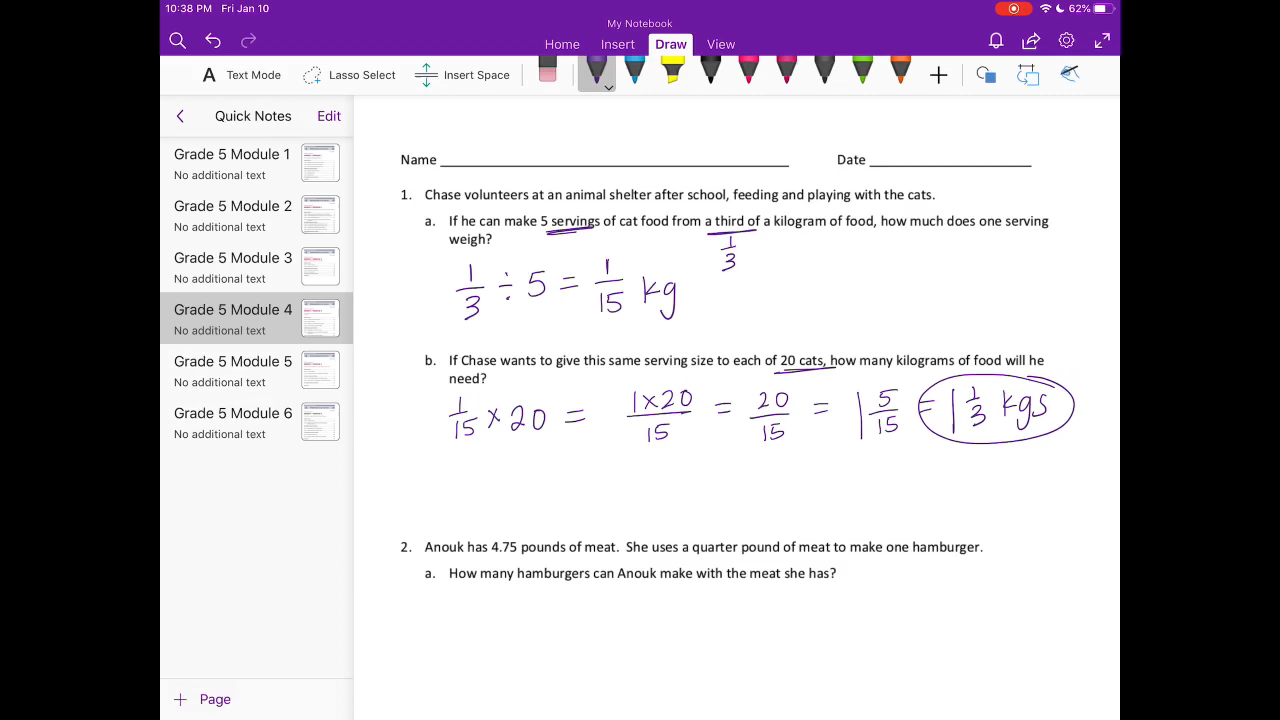 10:38 PM Fri Jan 10
62%
My Notebook
Home Insert Draw View
Text Mode Lasso Select Insert Space
Quick Notes Edit
Grade 5 Module 1
No additional text
Grade 5 Module 2
No additional text
Grade 5 Module 3
No additional text
Grade 5 Module 4
No additional text
Grade 5 Module 5
No additional text
Grade 5 Module 6
No additional text
+ Page
Name Date
1. Chase volunteers at an animal shelter after school, feeding and playing with the cats.
a. If he can make 5 servings of cat food from a third of a kilogram of food, how much does one serving
weigh?
1/3
1/3 ÷ 5 = 1/15 kg
b. If Chase wants to give this same serving size to each of 20 cats, how many kilograms of food will he
need?
1/15 × 20 = 1×20/15 = 20/15 = 1 5/15 = 1 1/3 kgs
2. Anouk has 4.75 pounds of meat. She uses a quarter pound of meat to make one hamburger.
a. How many hamburgers can Anouk make with the meat she has?